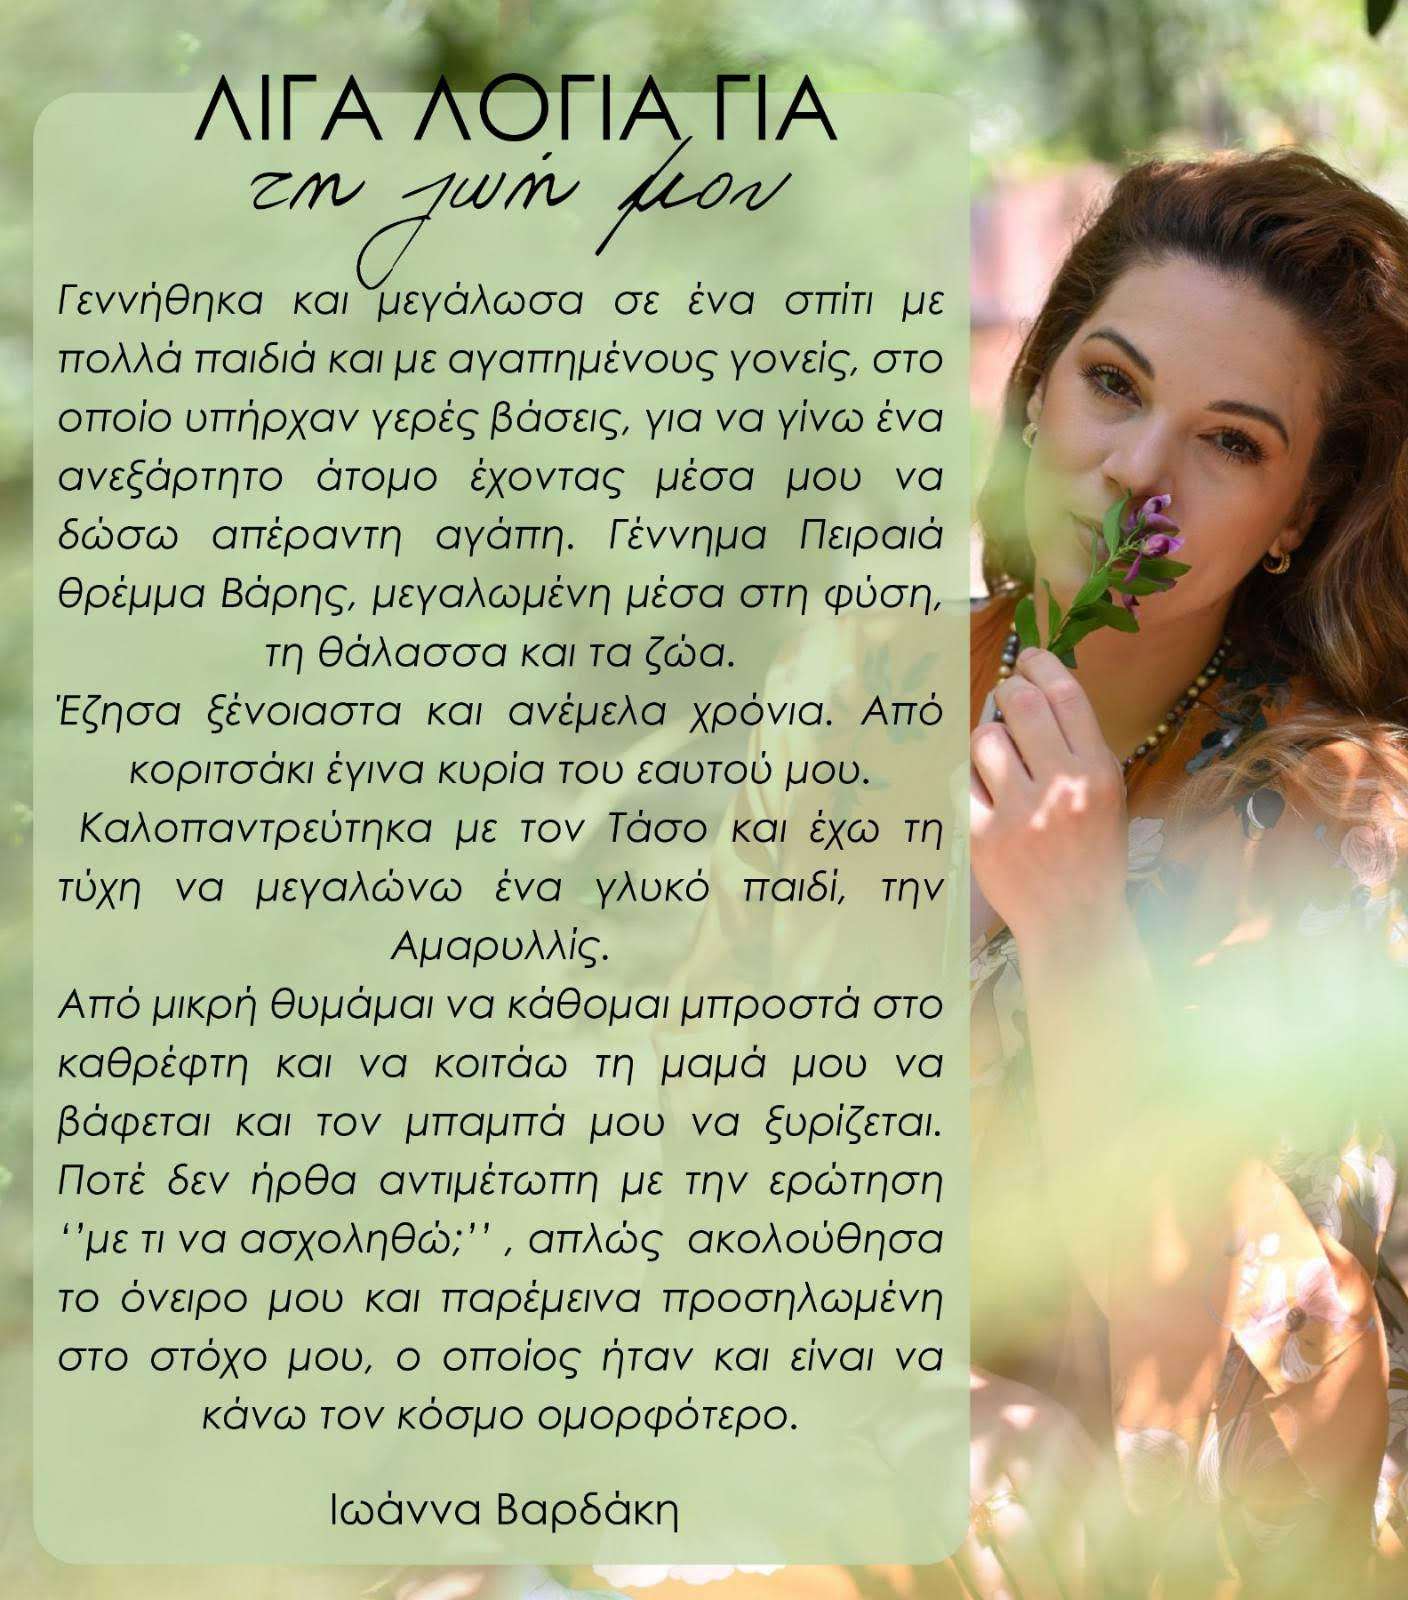 ΛΙΓΑ ΛΟΓΙΑ ΓΙΑ
τη ζωή μου
Γεννήθηκα και μεγάλωσα σε ένα σπίτι με
πολλά παιδιά και με αγαπημένους γονείς, στο
οποίο υπήρχαν γερές βάσεις, για να γίνω ένα
ανεξάρτητο άτομο έχοντας μέσα μου να
δώσω απέραντη αγάπη. Γέννημα Πειραιά
θρέμμα Βάρης, μεγαλωμένη μέσα στη φύση,
τη θάλασσα και τα ζώα.
Έζησα ξένοιαστα και ανέμελα χρόνια. Από
κοριτσάκι έγινα κυρία του εαυτού μου.
Καλοπαντρεύτηκα με τον Τάσο και έχω τη
τύχη να μεγαλώνω ένα γλυκό παιδί, την
Αμαρυλλίς.
Από μικρή θυμάμαι να κάθομαι μπροστά στο
καθρέφτη και να κοιτάω τη μαμά μου να
βάφεται και τον μπαμπά μου να ξυρίζεται.
Ποτέ δεν ήρθα αντιμέτωπη με την ερώτηση
‘’με τι να ασχοληθώ;’’ , απλώς ακολούθησα
το όνειρο μου και παρέμεινα προσηλωμένη
στο στόχο μου, ο οποίος ήταν και είναι να
κάνω τον κόσμο ομορφότερο.
Ιωάννα Βαρδάκη